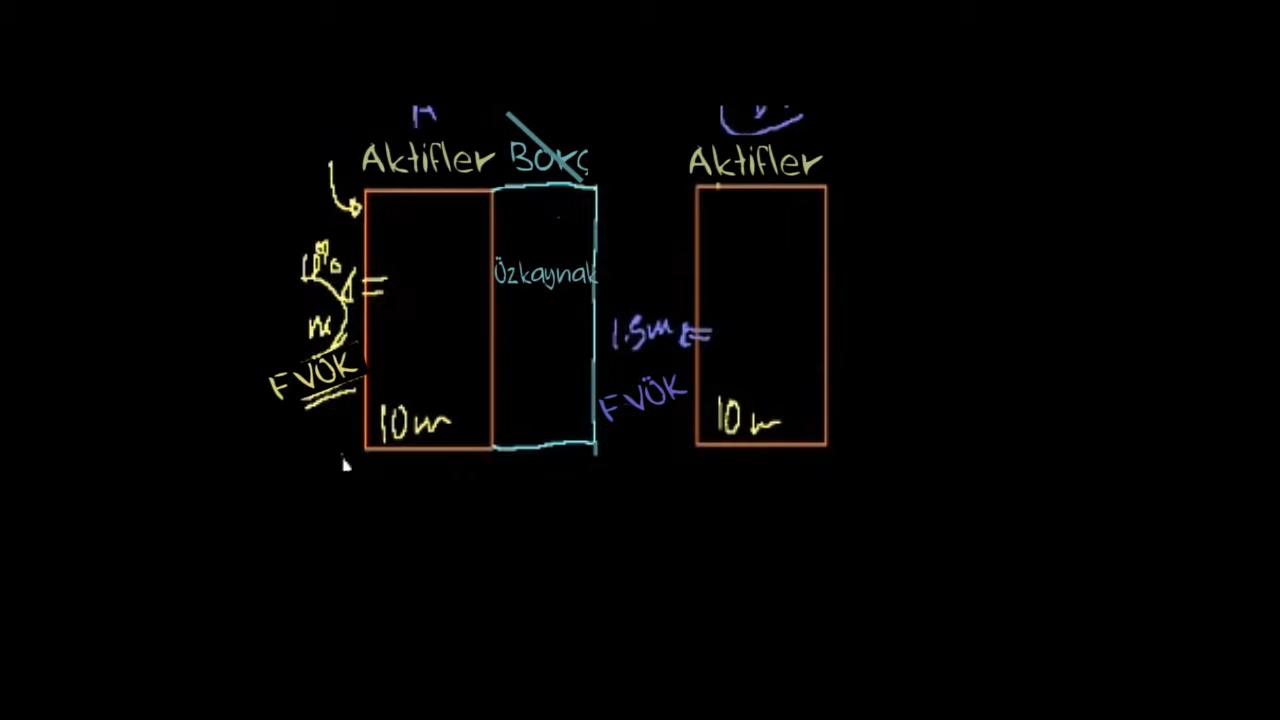 A
Aktifler Borç
Özkaynak
FVÖK
10m
Aktifler
1.5m =
FVÖK
10m